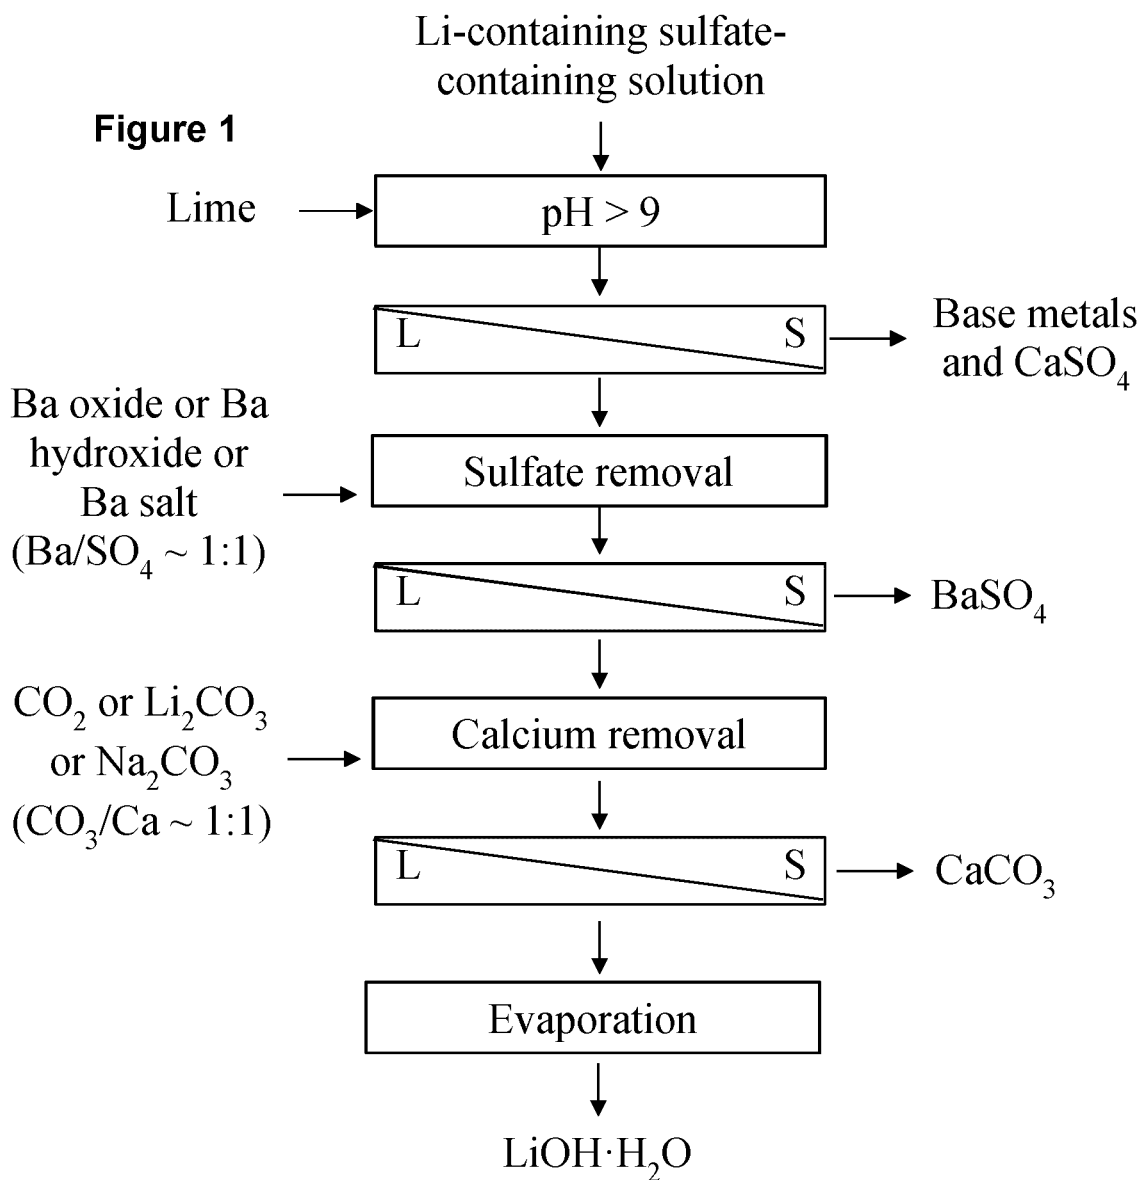 Li-containing sulfate-
containing solution
Figure 1
Lime
pH > 9
L
S
Base metals
and CaSO₄
Ba oxide or Ba
hydroxide or
Ba salt
(Ba/SO₄ ~ 1:1)
Sulfate removal
L
S
BaSO₄
CO₂ or Li₂CO₃
or Na₂CO₃
(CO₃/Ca ~ 1:1)
Calcium removal
L
S
CaCO₃
Evaporation
LiOH·H₂O